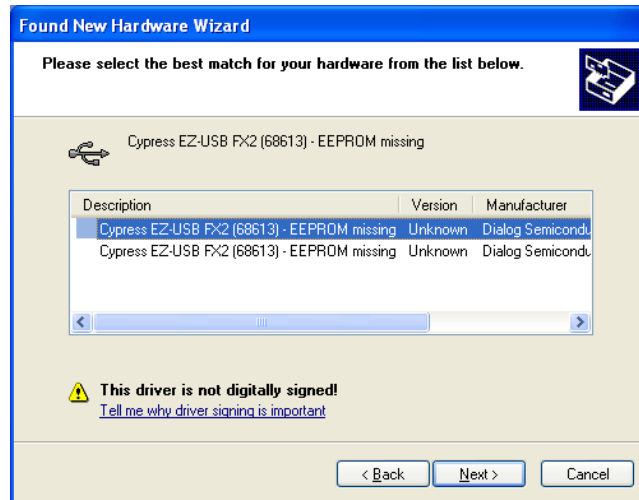 Found New Hardware Wizard
Please select the best match for your hardware from the list below.
Cypress EZ-USB FX2 (68613) - EEPROM missing
Description Version Manufacturer
Cypress EZ-USB FX2 (68613) - EEPROM missing Unknown Dialog Semicondu
Cypress EZ-USB FX2 (68613) - EEPROM missing Unknown Dialog Semicondu
This driver is not digitally signed!
Tell me why driver signing is important
< Back Next > Cancel